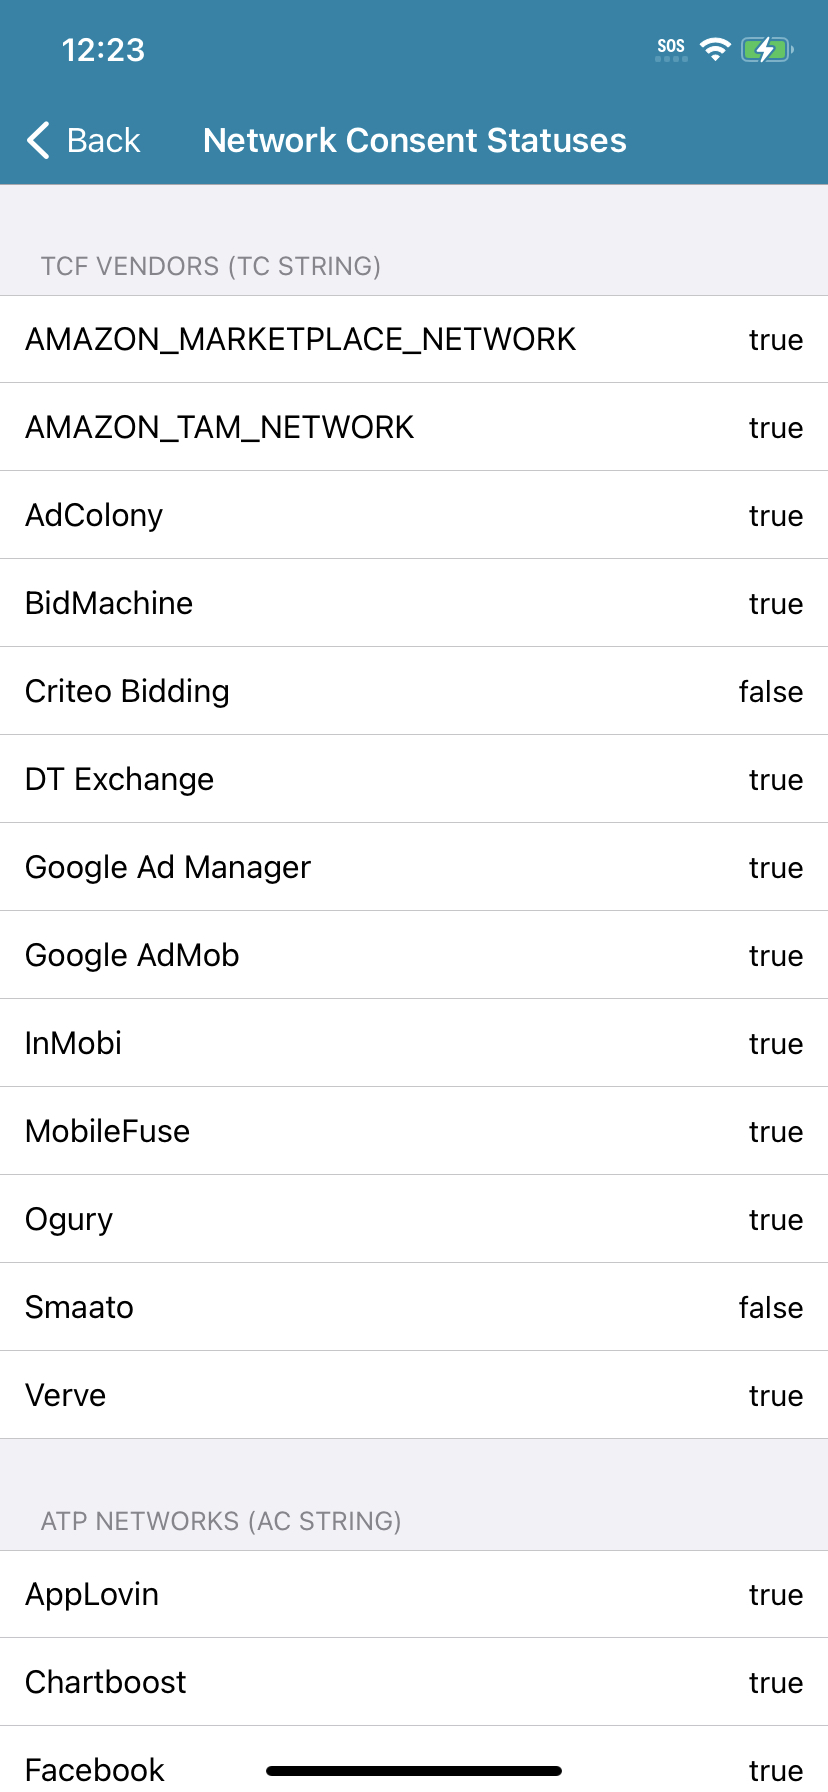 12:23
SOS
Back
Network Consent Statuses
TCF VENDORS (TC STRING)
AMAZON_MARKETPLACE_NETWORK true
AMAZON_TAM_NETWORK true
AdColony true
BidMachine true
Criteo Bidding false
DT Exchange true
Google Ad Manager true
Google AdMob true
InMobi true
MobileFuse true
Ogury true
Smaato false
Verve true
ATP NETWORKS (AC STRING)
AppLovin true
Chartboost true
Facebook true